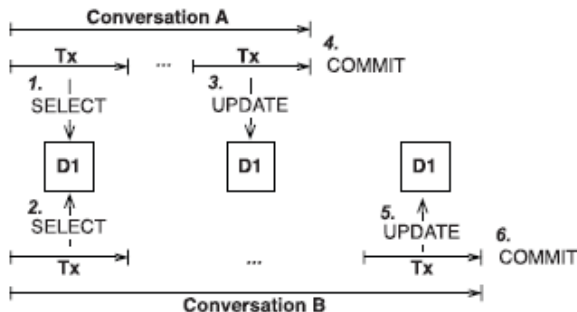 Conversation A
Tx ... Tx 4.
COMMIT
1. 3.
SELECT UPDATE
D1 D1 D1
2. 5. 6.
SELECT UPDATE
COMMIT
Tx ... Tx
Conversation B